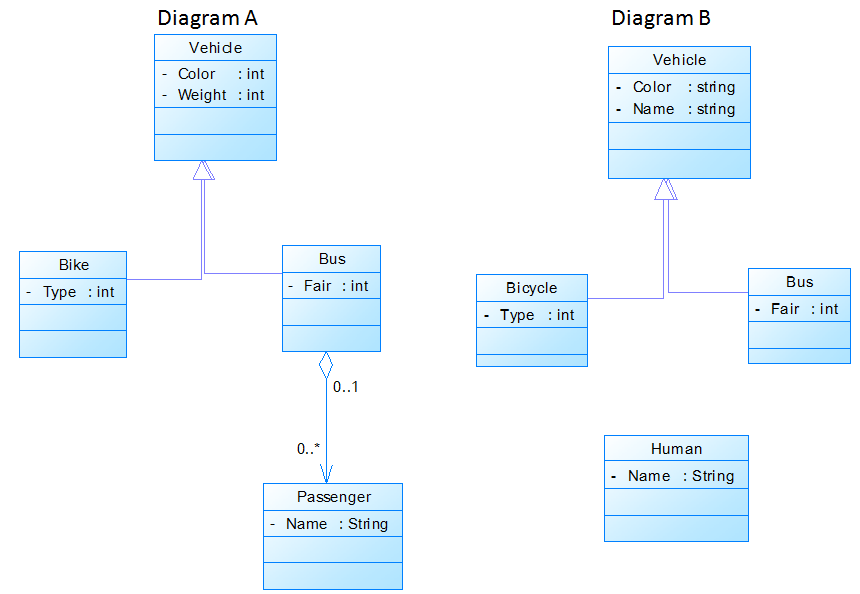 Diagram A
Vehicle
- Color : int
- Weight : int
Bike
- Type : int
Bus
- Fair : int
0..1
0..*
Passenger
- Name : String
Diagram B
Vehicle
- Color : string
- Name : string
Bicycle
- Type : int
Bus
- Fair : int
Human
- Name : String